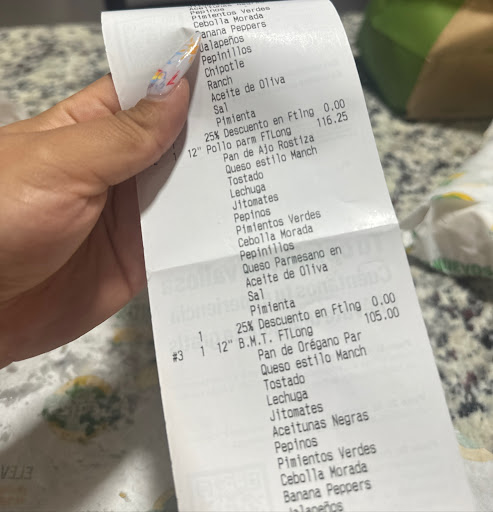 Aceitunas
Pepinos
Pimientos Verdes
Cebolla Morada
Banana Peppers
Jalapeños
Pepinillos
Chipotle
Ranch
Aceite de Oliva
Sal
Pimienta
25% Descuento en Ftlng 0.00
1 12" Pollo parm FTLong 116.25
Pan de Ajo Rostiza
Queso estilo Manch
Tostado
Lechuga
Jitomates
Pepinos
Pimientos Verdes
Cebolla Morada
Pepinillos
Queso Parmesano en
Aceite de Oliva
Sal
Pimienta
1 25% Descuento en Ftlng 0.00
#3 1 12" B.M.T. FTLong 105.00
Pan de Orégano Par
Queso estilo Manch
Tostado
Lechuga
Jitomates
Aceitunas Negras
Pepinos
Pimientos Verdes
Cebolla Morada
Banana Peppers
Jalapeños